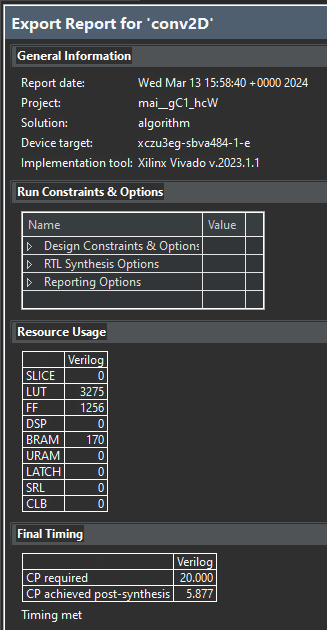 Export Report for 'conv2D'
General Information
Report date: Wed Mar 13 15:58:40 +0000 2024
Project: mai__gC1_hcW
Solution: algorithm
Device target: xczu3eg-sbva484-1-e
Implementation tool: Xilinx Vivado v.2023.1.1
Run Constraints & Options
Name Value
Design Constraints & Options
RTL Synthesis Options
Reporting Options
Resource Usage
Verilog
SLICE 0
LUT 3275
FF 1256
DSP 0
BRAM 170
URAM 0
LATCH 0
SRL 0
CLB 0
Final Timing
Verilog
CP required 20.000
CP achieved post-synthesis 5.877
Timing met